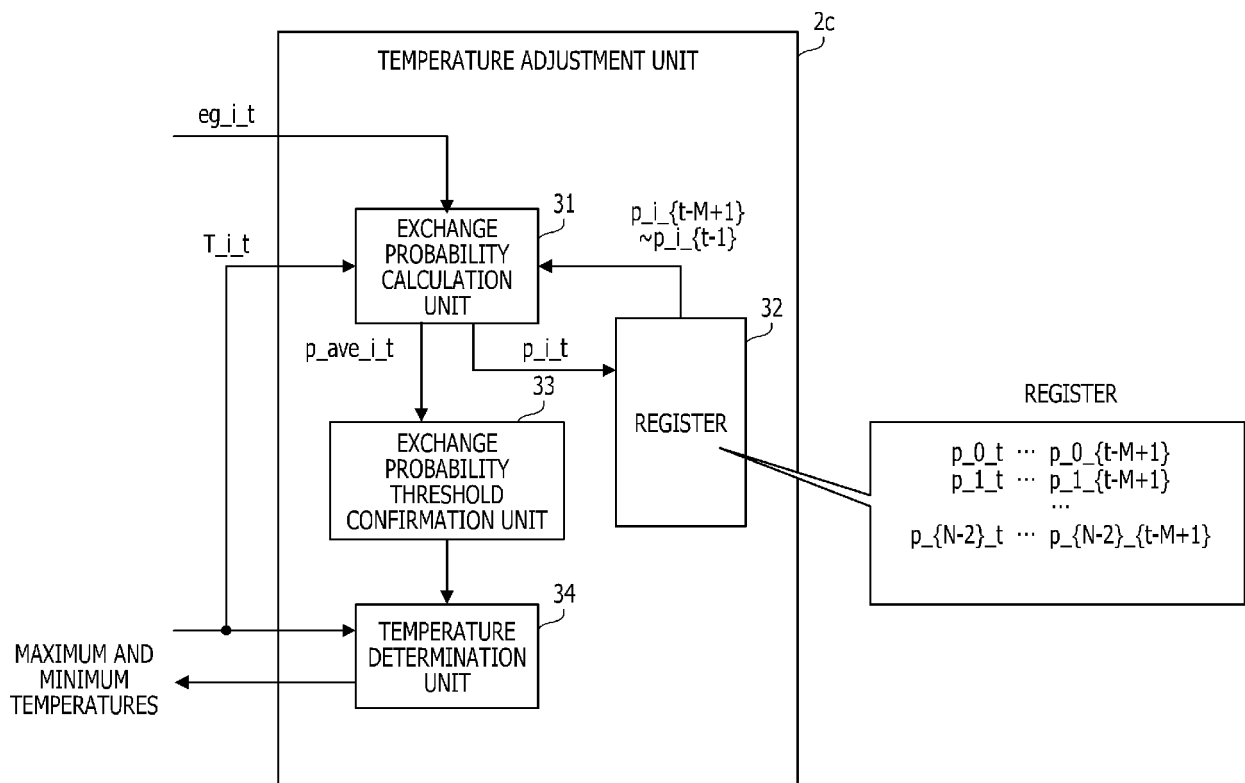 2c
TEMPERATURE ADJUSTMENT UNIT
eg_i_t
31
EXCHANGE
PROBABILITY
CALCULATION
UNIT
p_i_{t-M+1}
~p_i_{t-1}
T_i_t
32
p_ave_i_t
p_i_t
33
REGISTER
EXCHANGE
PROBABILITY
THRESHOLD
CONFIRMATION UNIT
REGISTER
p_0_t ··· p_0_{t-M+1}
p_1_t ··· p_1_{t-M+1}
···
p_{N-2}_t ··· p_{N-2}_{t-M+1}
34
TEMPERATURE
DETERMINATION
UNIT
MAXIMUM AND
MINIMUM
TEMPERATURES